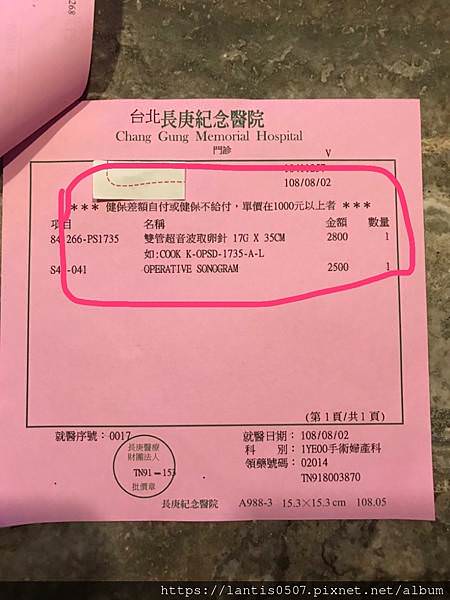 268
台北長庚紀念醫院
Chang Gung Memorial Hospital
門診
V
108/08/02
*** 健保差額自付或健保不給付，單價在1000元以上者 ***
項目 名稱 金額 數量
84 266-PS1735 雙管超音波取卵針 17G X 35CM 2800 1
如:COOK K-OPSD-1735-A-L
S4 -041 OPERATIVE SONOGRAM 2500 1
(第1頁/共1頁)
就醫序號：0017
就醫日期：108/08/02
科 別：1YE00手術婦產科
領藥號碼：02014
TN918003870
長庚醫療
財團法人
TN91-153
批價章
長庚紀念醫院 A988-3 15.3×15.3cm 108.05
https://lantis0507.pixnet.net/album